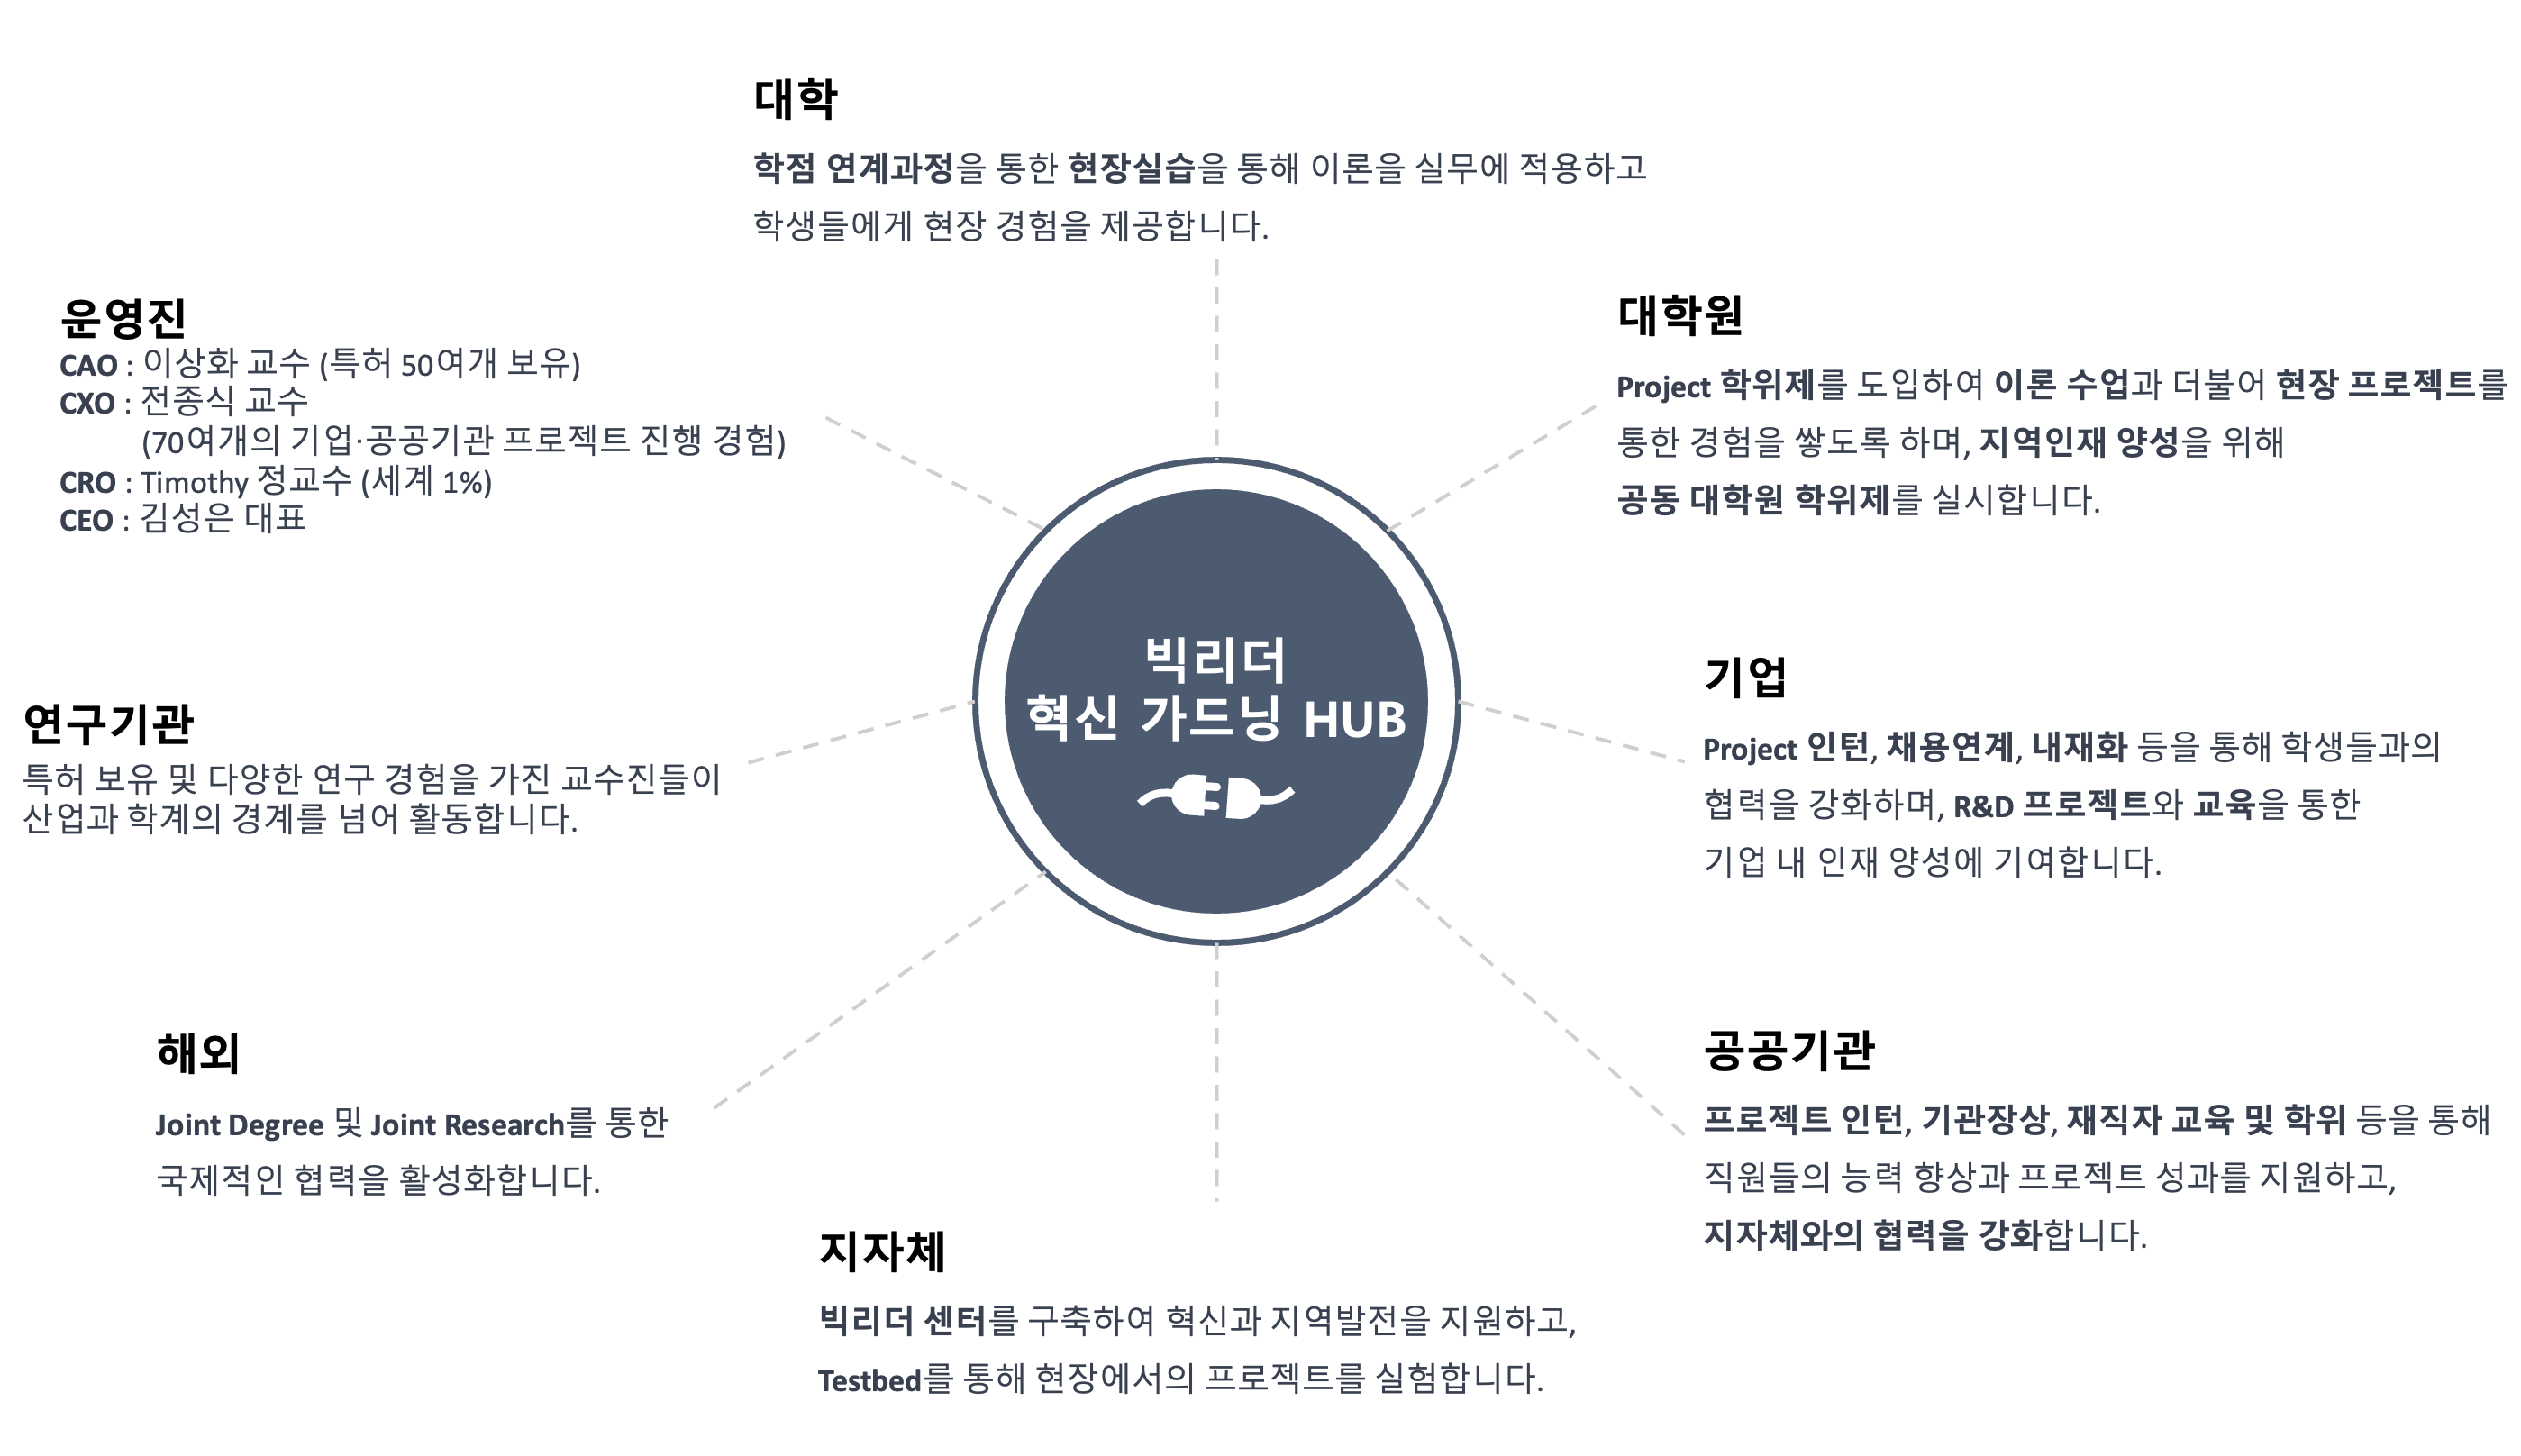 대학
학점 연계과정을 통한 현장실습을 통해 이론을 실무에 적용하고
학생들에게 현장 경험을 제공합니다.
운영진
CAO : 이상화 교수 (특허 50여개 보유)
CXO : 전종식 교수
(70여개의 기업·공공기관 프로젝트 진행 경험)
CRO : Timothy 정교수 (세계 1%)
CEO : 김성은 대표
대학원
Project 학위제를 도입하여 이론 수업과 더불어 현장 프로젝트를
통한 경험을 쌓도록 하며, 지역인재 양성을 위해
공동 대학원 학위제를 실시합니다.
빅리더
혁신 가드닝 HUB
연구기관
특허 보유 및 다양한 연구 경험을 가진 교수진들이
산업과 학계의 경계를 넘어 활동합니다.
기업
Project 인턴, 채용연계, 내재화 등을 통해 학생들과의
협력을 강화하며, R&D 프로젝트와 교육을 통한
기업 내 인재 양성에 기여합니다.
해외
Joint Degree 및 Joint Research를 통한
국제적인 협력을 활성화합니다.
공공기관
프로젝트 인턴, 기관장상, 재직자 교육 및 학위 등을 통해
직원들의 능력 향상과 프로젝트 성과를 지원하고,
지자체와의 협력을 강화합니다.
지자체
빅리더 센터를 구축하여 혁신과 지역발전을 지원하고,
Testbed를 통해 현장에서의 프로젝트를 실험합니다.